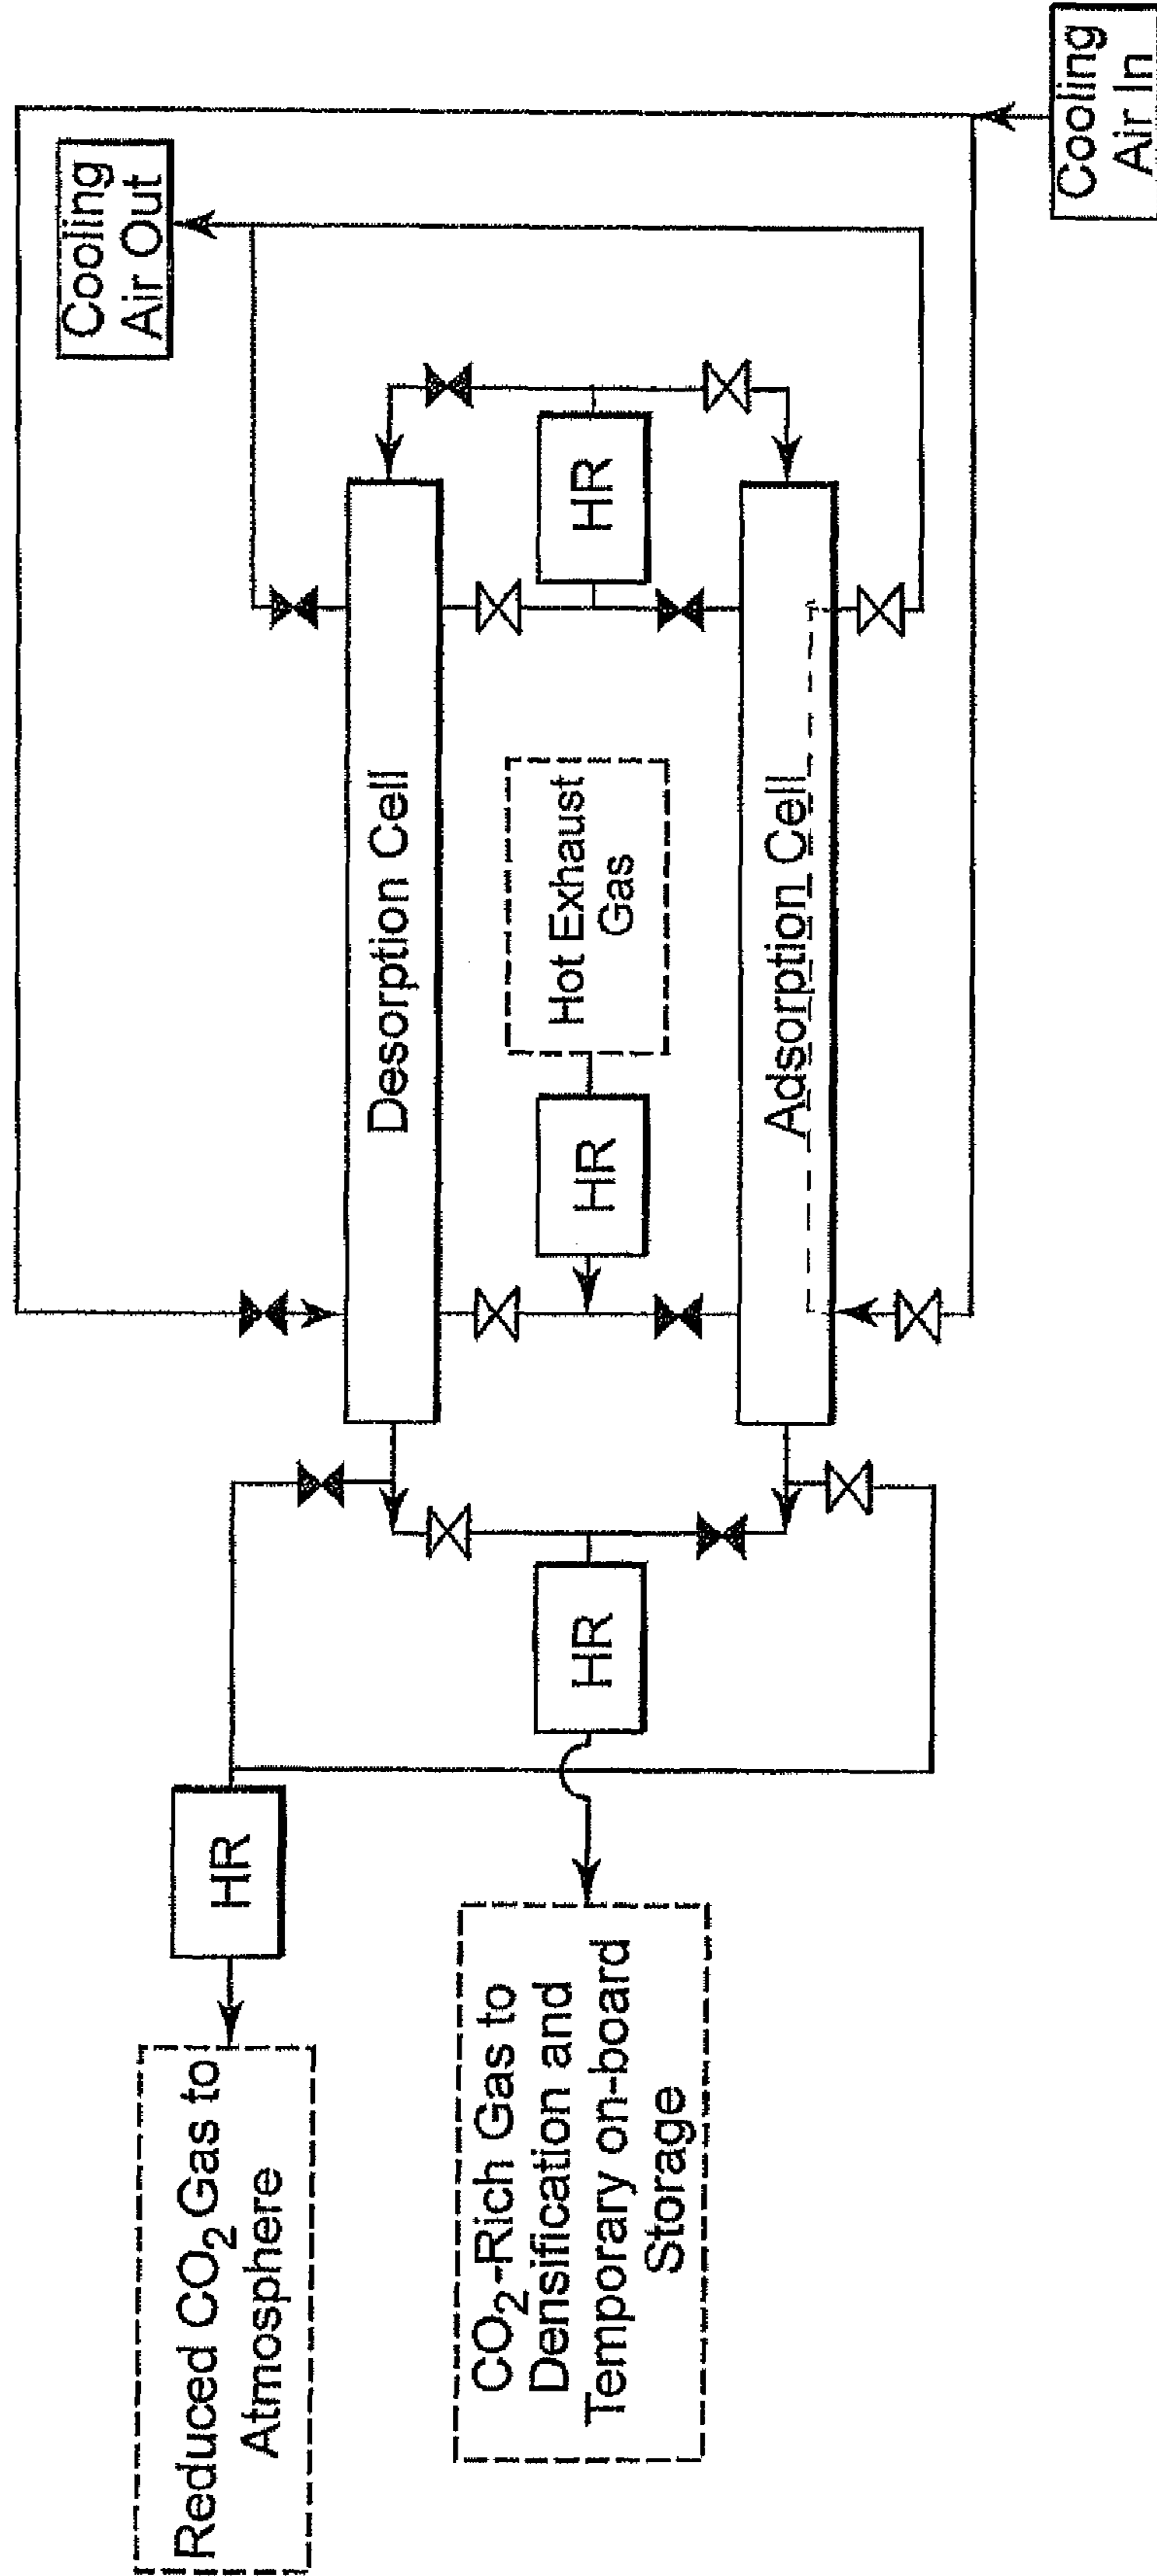 Cooling
Air In
Cooling
Air Out
HR
Desorption Cell
Hot Exhaust
Gas
Adsorption Cell
HR
HR
HR
Reduced CO₂ Gas to
Atmosphere
CO₂-Rich Gas to
Densification and
Temporary on-board
Storage